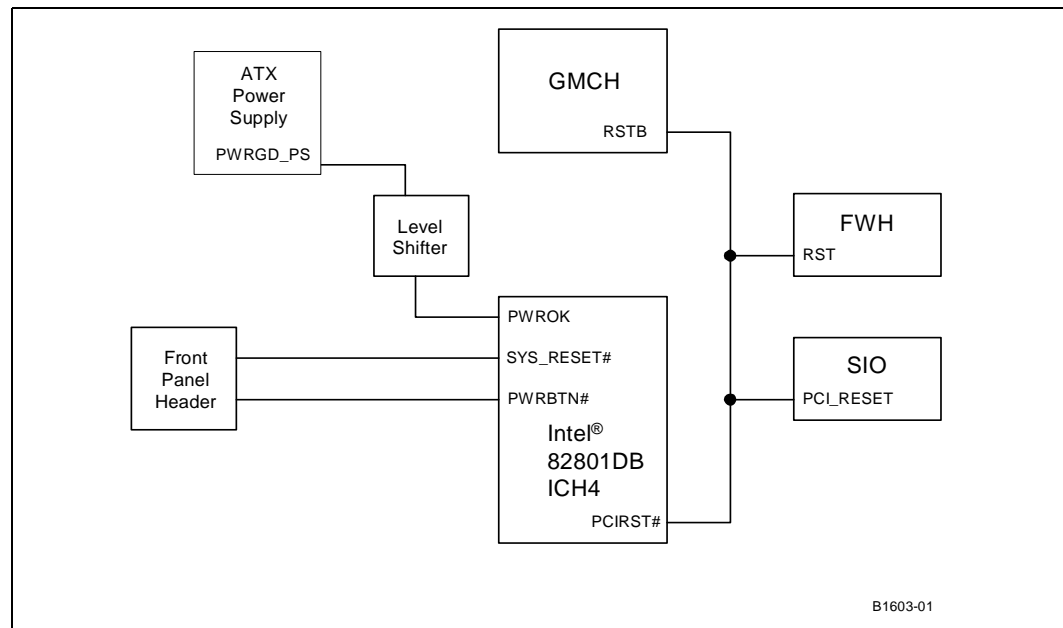 ATX
Power
Supply
PWRGD_PS
GMCH
RSTB
Level
Shifter
FWH
RST
PWROK
SYS_RESET#
PWRBTN#
Intel®
82801DB
ICH4
PCIRST#
Front
Panel
Header
SIO
PCI_RESET
B1603-01